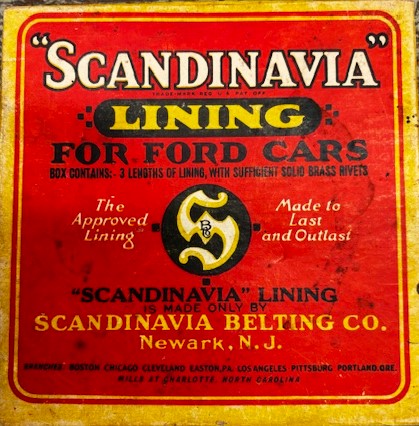 "SCANDINAVIA"
TRADE-MARK REG. U.S. PAT. OFF.
LINING
FOR FORD CARS
BOX CONTAINS:- 3 LENGTHS OF LINING, WITH SUFFICIENT SOLID BRASS RIVETS
The Approved Lining
S
Made to Last and Outlast
"SCANDINAVIA" LINING
IS MADE ONLY BY
SCANDINAVIA BELTING CO.
Newark, N.J.
BRANCHES: BOSTON CHICAGO CLEVELAND EASTON, PA. LOS ANGELES PITTSBURG PORTLAND, ORE.
MILLS AT CHARLOTTE, NORTH CAROLINA